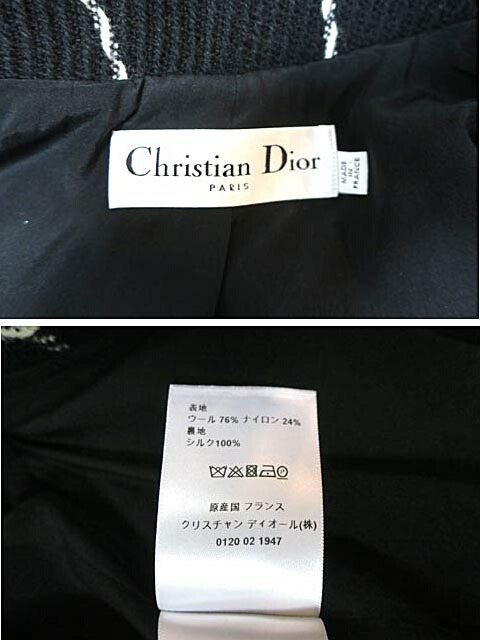 Christian Dior
PARIS
MADE
IN
FRANCE
表地
ウール 76% ナイロン 24%
裏地
シルク100%
原産国 フランス
クリスチャン ディオール(株)
0120 02 1947